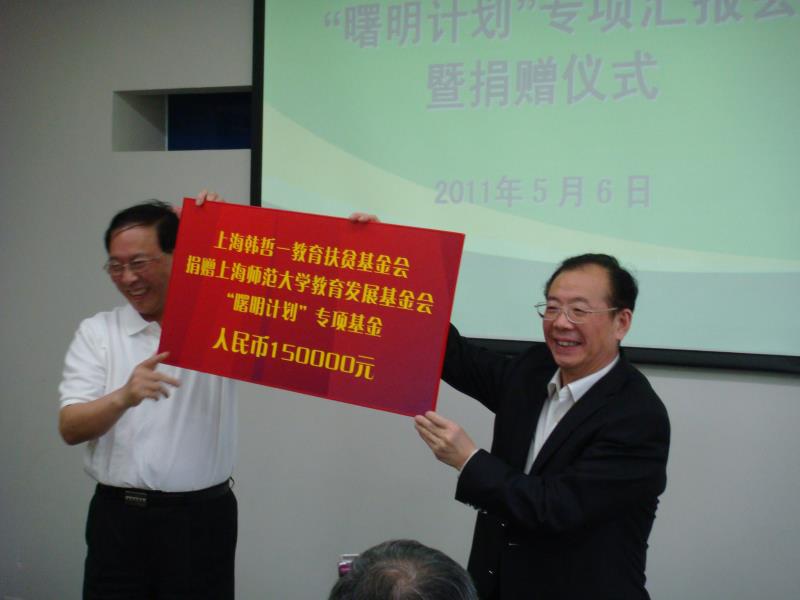 “曙明计划”专项汇报会
暨捐赠仪式
2011年5月6日
上海韩哲一教育扶贫基金会
捐赠上海师范大学教育发展基金会
“曙明计划”专项基金
人民币150000元